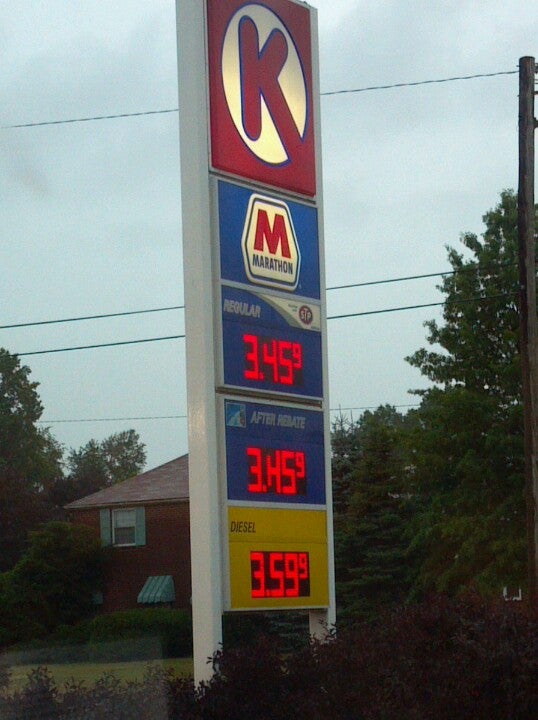 K
M
MARATHON
REGULAR
STP
3.45 9
AFTER REBATE
3.45 9
DIESEL
3.59 9